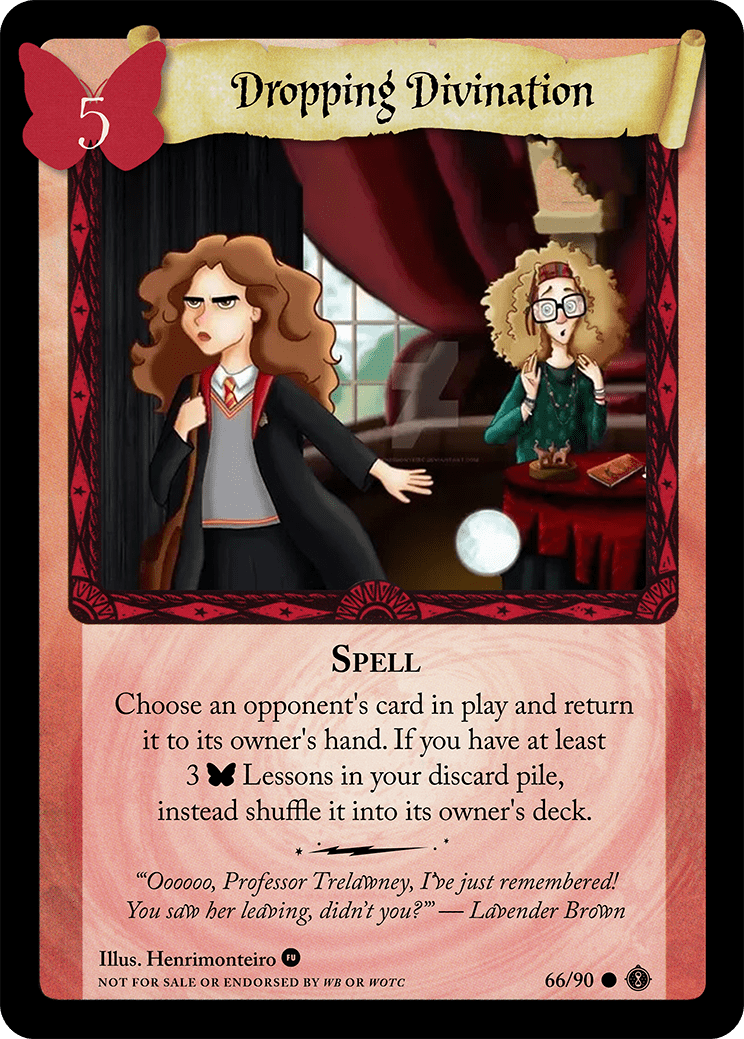 5
Dropping Divination
SPELL
Choose an opponent's card in play and return
it to its owner's hand. If you have at least
3 Lessons in your discard pile,
instead shuffle it into its owner's deck.
“‘Oooooo, Professor Trelawney, I’ve just remembered!
You saw her leaving, didn’t you?’” — Lavender Brown
Illus. Henrimonteiro FU
NOT FOR SALE OR ENDORSED BY WB OR WOTC
66/90